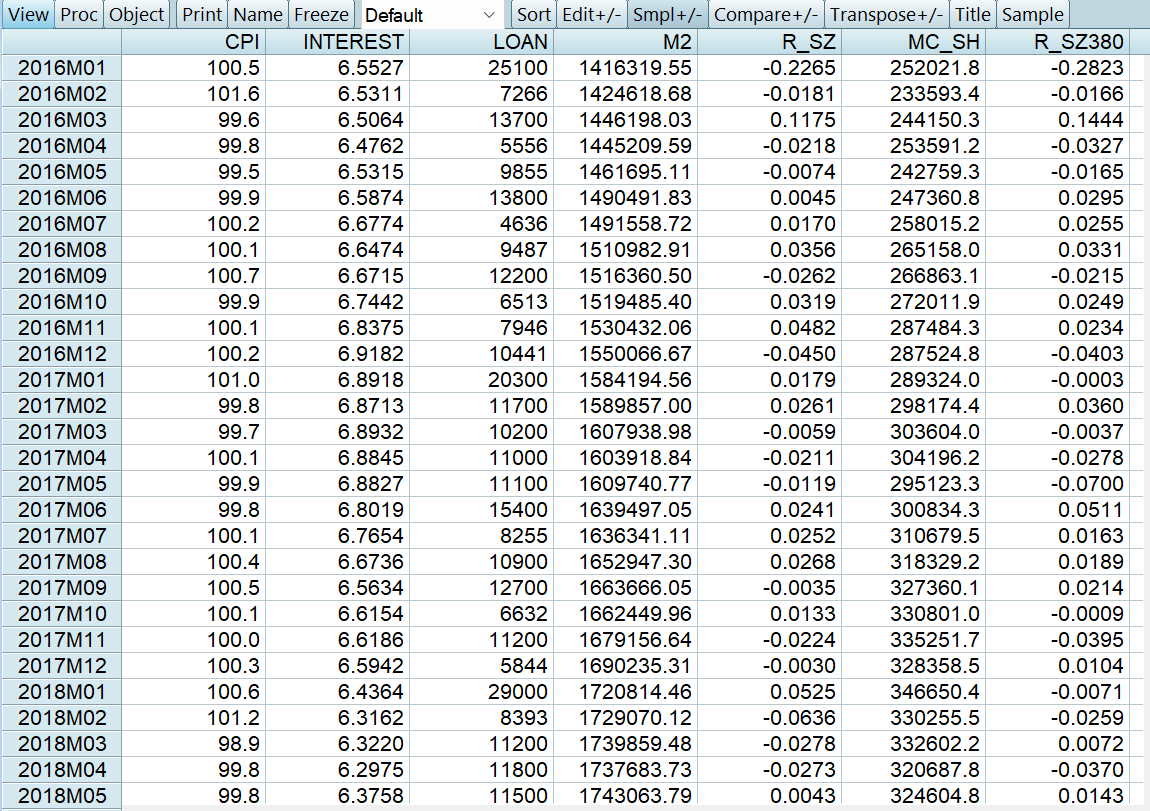 View Proc Object Print Name Freeze Default Sort Edit+/- Smpl+/- Compare+/- Transpose+/- Title Sample
CPI INTEREST LOAN M2 R_SZ MC_SH R_SZ380
2016M01 100.5 6.5527 25100 1416319.55 -0.2265 252021.8 -0.2823
2016M02 101.6 6.5311 7266 1424618.68 -0.0181 233593.4 -0.0166
2016M03 99.6 6.5064 13700 1446198.03 0.1175 244150.3 0.1444
2016M04 99.8 6.4762 5556 1445209.59 -0.0218 253591.2 -0.0327
2016M05 99.5 6.5315 9855 1461695.11 -0.0074 242759.3 -0.0165
2016M06 99.9 6.5874 13800 1490491.83 0.0045 247360.8 0.0295
2016M07 100.2 6.6774 4636 1491558.72 0.0170 258015.2 0.0255
2016M08 100.1 6.6474 9487 1510982.91 0.0356 265158.0 0.0331
2016M09 100.7 6.6715 12200 1516360.50 -0.0262 266863.1 -0.0215
2016M10 99.9 6.7442 6513 1519485.40 0.0319 272011.9 0.0249
2016M11 100.1 6.8375 7946 1530432.06 0.0482 287484.3 0.0234
2016M12 100.2 6.9182 10441 1550066.67 -0.0450 287524.8 -0.0403
2017M01 101.0 6.8918 20300 1584194.56 0.0179 289324.0 -0.0003
2017M02 99.8 6.8713 11700 1589857.00 0.0261 298174.4 0.0360
2017M03 99.7 6.8932 10200 1607938.98 -0.0059 303604.0 -0.0037
2017M04 100.1 6.8845 11000 1603918.84 -0.0211 304196.2 -0.0278
2017M05 99.9 6.8827 11100 1609740.77 -0.0119 295123.3 -0.0700
2017M06 99.8 6.8019 15400 1639497.05 0.0241 300834.3 0.0511
2017M07 100.1 6.7654 8255 1636341.11 0.0252 310679.5 0.0163
2017M08 100.4 6.6736 10900 1652947.30 0.0268 318329.2 0.0189
2017M09 100.5 6.5634 12700 1663666.05 -0.0035 327360.1 0.0214
2017M10 100.1 6.6154 6632 1662449.96 0.0133 330801.0 -0.0009
2017M11 100.0 6.6186 11200 1679156.64 -0.0224 335251.7 -0.0395
2017M12 100.3 6.5942 5844 1690235.31 -0.0030 328358.5 0.0104
2018M01 100.6 6.4364 29000 1720814.46 0.0525 346650.4 -0.0071
2018M02 101.2 6.3162 8393 1729070.12 -0.0636 330255.5 -0.0259
2018M03 98.9 6.3220 11200 1739859.48 -0.0278 332602.2 0.0072
2018M04 99.8 6.2975 11800 1737683.73 -0.0273 320687.8 -0.0370
2018M05 99.8 6.3758 11500 1743063.79 0.0043 324604.8 0.0143